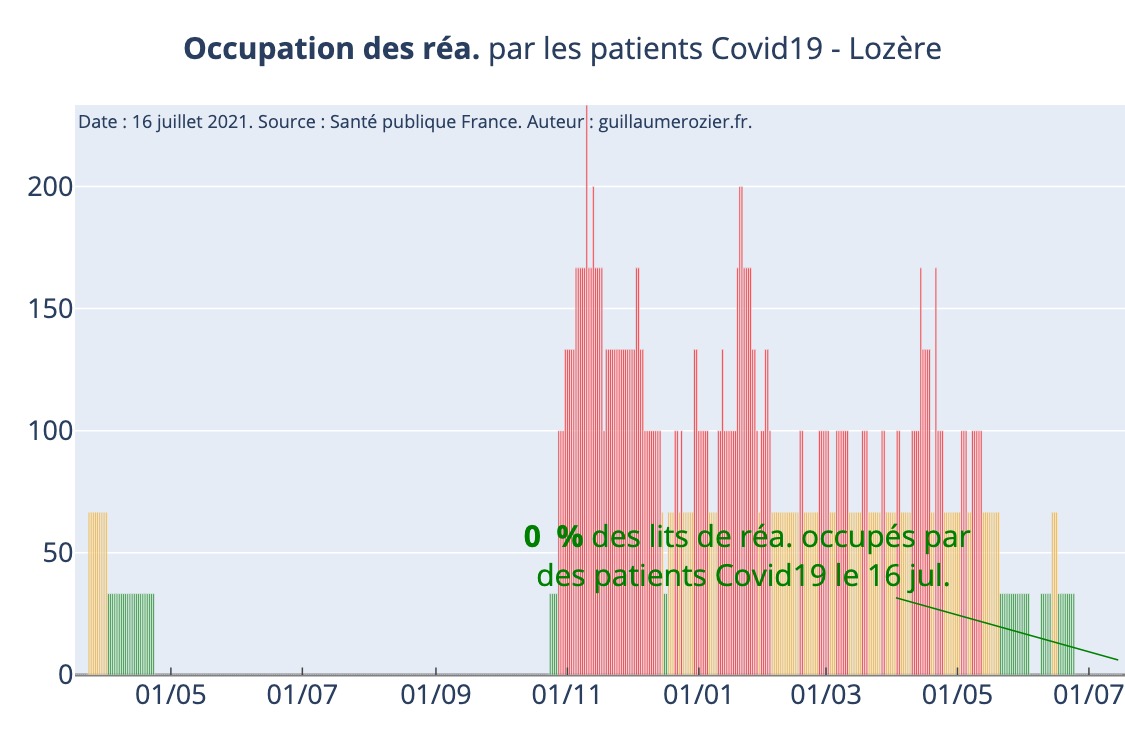 Occupation des réa. par les patients Covid19 - Lozère
Date : 16 juillet 2021. Source : Santé publique France. Auteur : guillaumerozier.fr.
200
150
100
50
0
0 % des lits de réa. occupés par
des patients Covid19 le 16 jul.
01/05 01/07 01/09 01/11 01/01 01/03 01/05 01/07